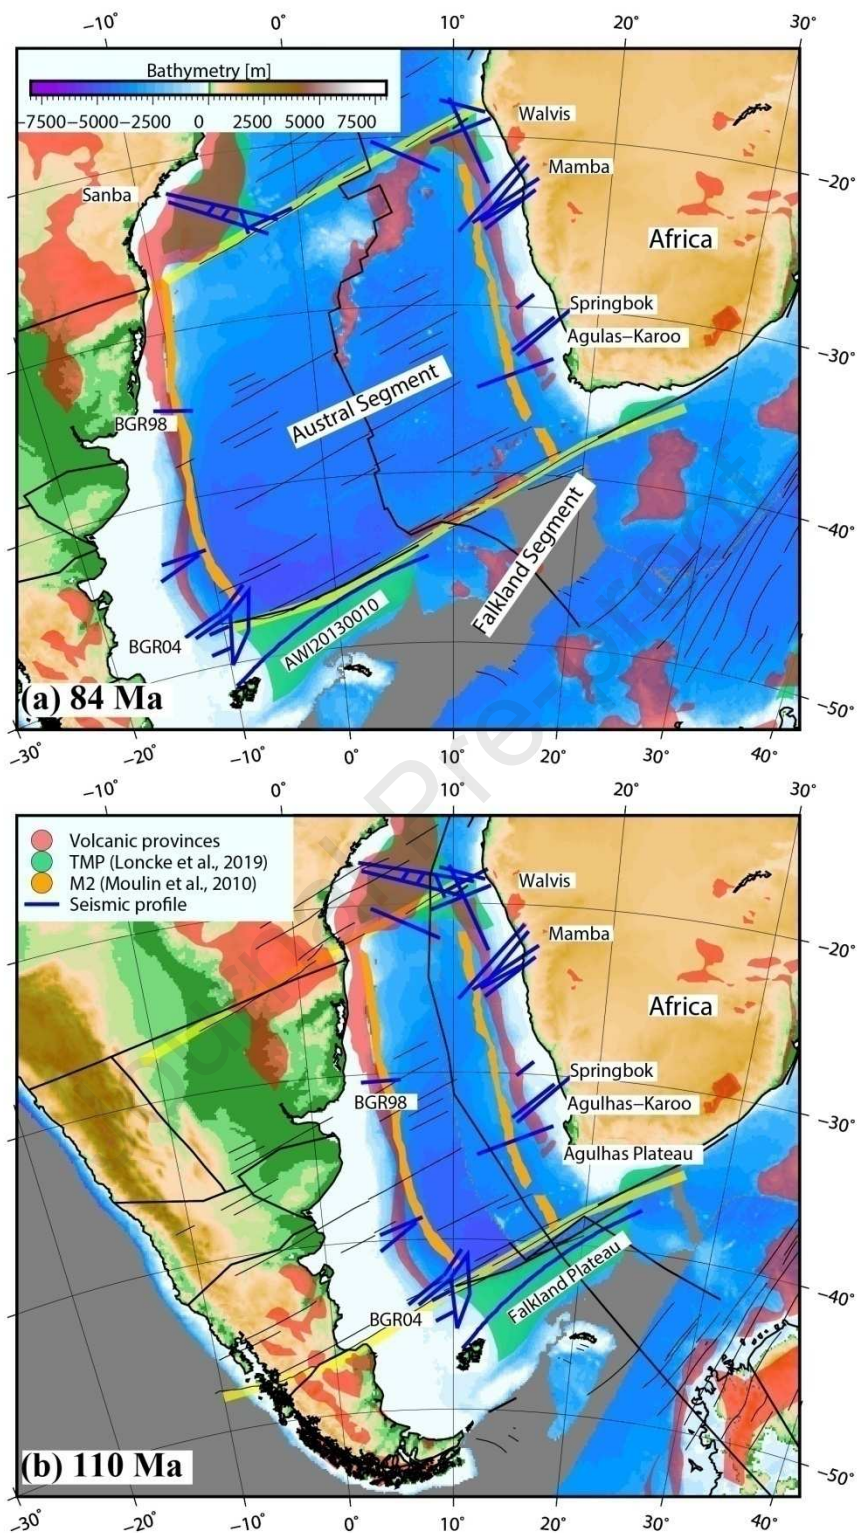 −10° 0° 10° 20° 30°
Bathymetry [m]
−7500 −5000 −2500 0 2500 5000 7500
Walvis
Mamba
−20°
Sanba
Africa
Springbok
Agulas−Karoo
−30°
Austral Segment
BGR98
−40°
Falkland Segment
AWI20130010
BGR04
(a) 84 Ma
−50°
−30° −20° −10° 0° 10° 20° 30° 40°
Journal Pre-proof
−10° 0° 10° 20° 30°
Volcanic provinces
TMP (Loncke et al., 2019)
M2 (Moulin et al., 2010)
Seismic profile
Walvis
Mamba
−20°
Africa
Springbok
BGR98
Agulhas−Karoo
−30°
Agulhas Plateau
Falkland Plateau
−40°
BGR04
(b) 110 Ma
−50°
−30° −20° −10° 0° 10° 20° 30° 40°